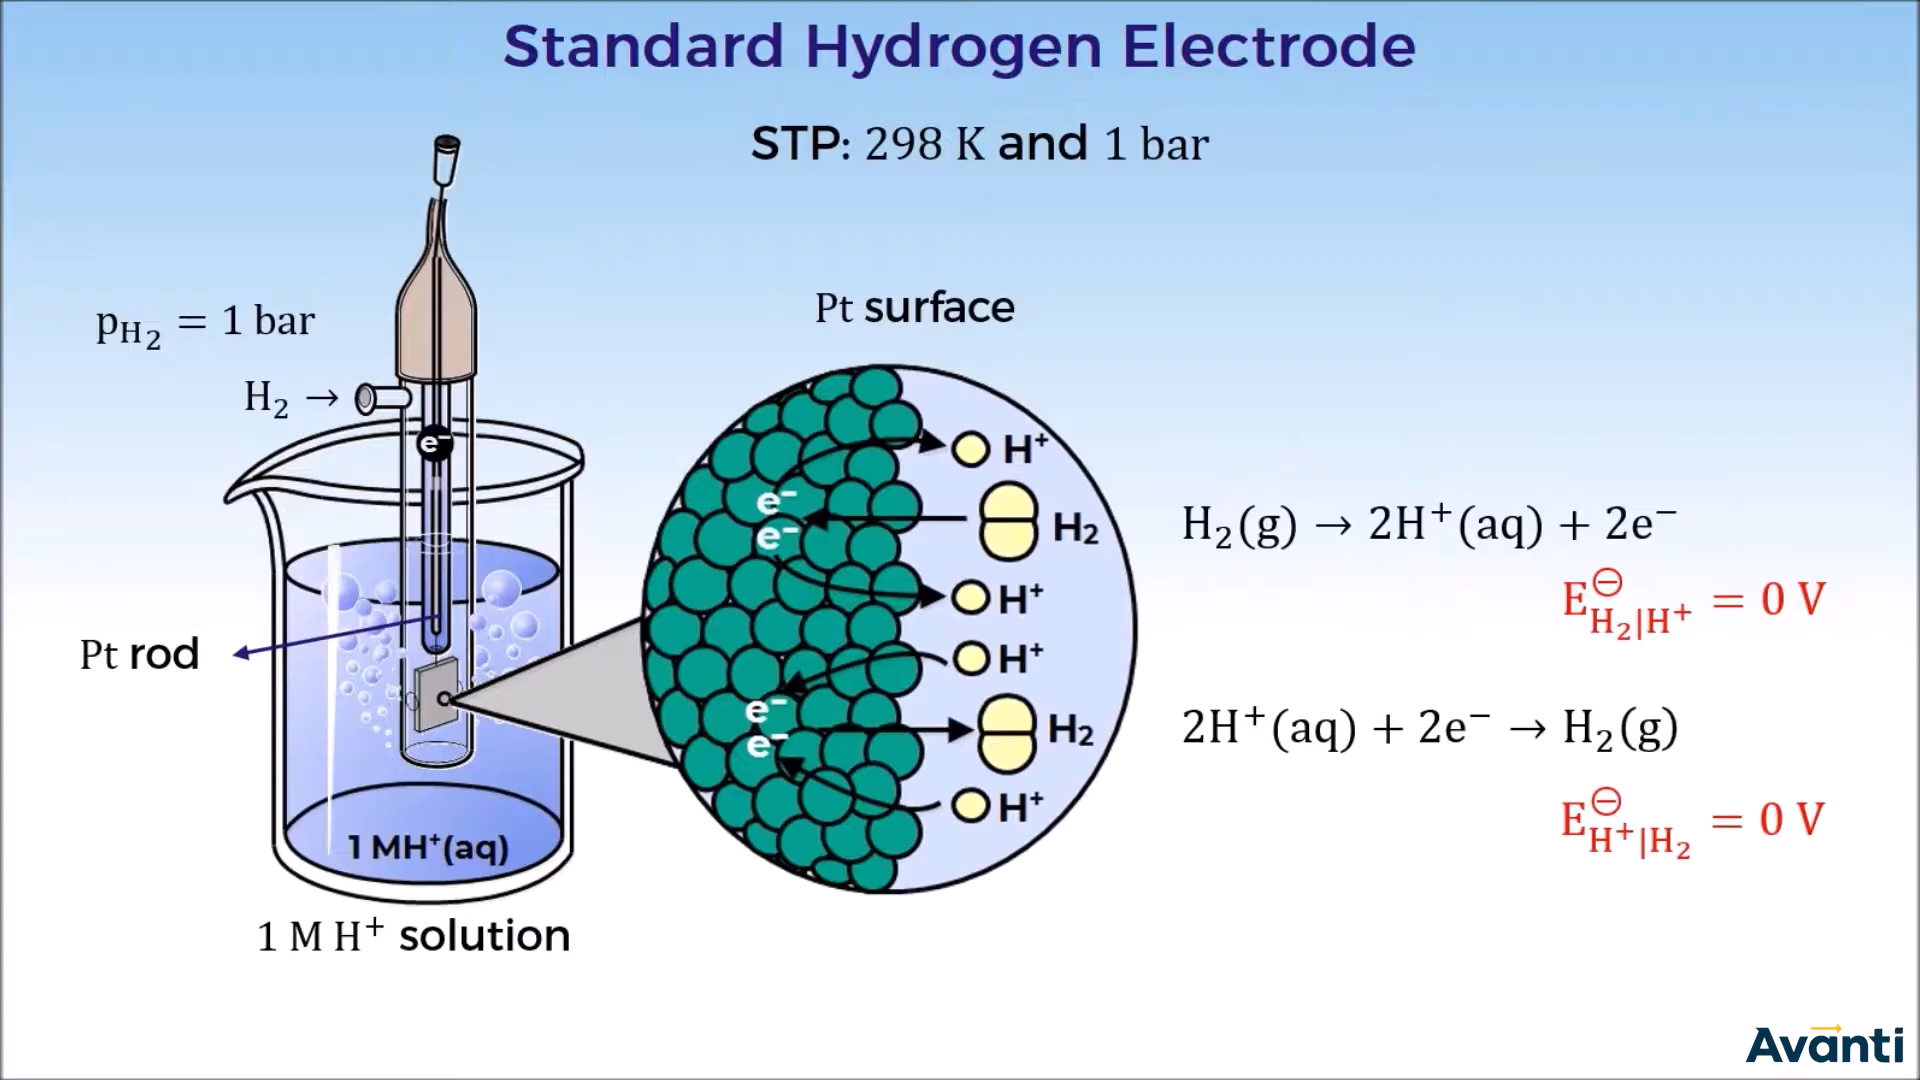 Standard Hydrogen Electrode
STP: 298 K and 1 bar
p_H₂ = 1 bar
H₂ →
e⁻
Pt rod
1 MH⁺(aq)
1 M H⁺ solution
Pt surface
H⁺
e⁻
e⁻
H₂
H⁺
H⁺
e⁻
e⁻
H₂
H⁺
H₂(g) → 2H⁺(aq) + 2e⁻
E⊖ H₂|H⁺ = 0 V
2H⁺(aq) + 2e⁻ → H₂(g)
E⊖ H⁺|H₂ = 0 V
Avanti